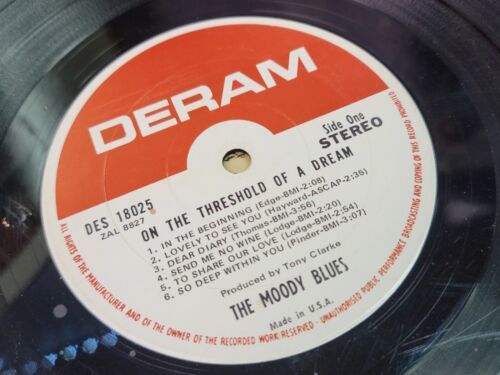 DERAM
Side One
STEREO
DES 18025
ZAL 8827
ON THE THRESHOLD OF A DREAM
1. IN THE BEGINNING (Edge-BMI-2:08)
2. LOVELY TO SEE YOU (Hayward-ASCAP-2:35)
3. DEAR DIARY (Thomas-BMI-3:56)
4. SEND ME NO WINE (Lodge-BMI-2:20)
5. TO SHARE OUR LOVE (Lodge-BMI-2:54)
6. SO DEEP WITHIN YOU (Pinder-BMI-3:07)
Produced by Tony Clarke
THE MOODY BLUES
Made in U.S.A.
ALL RIGHTS OF THE MANUFACTURER AND OF THE OWNER OF THE RECORDED WORK RESERVED · UNAUTHORISED PUBLIC PERFORMANCE BROADCASTING AND COPYING OF THIS RECORD PROHIBITED